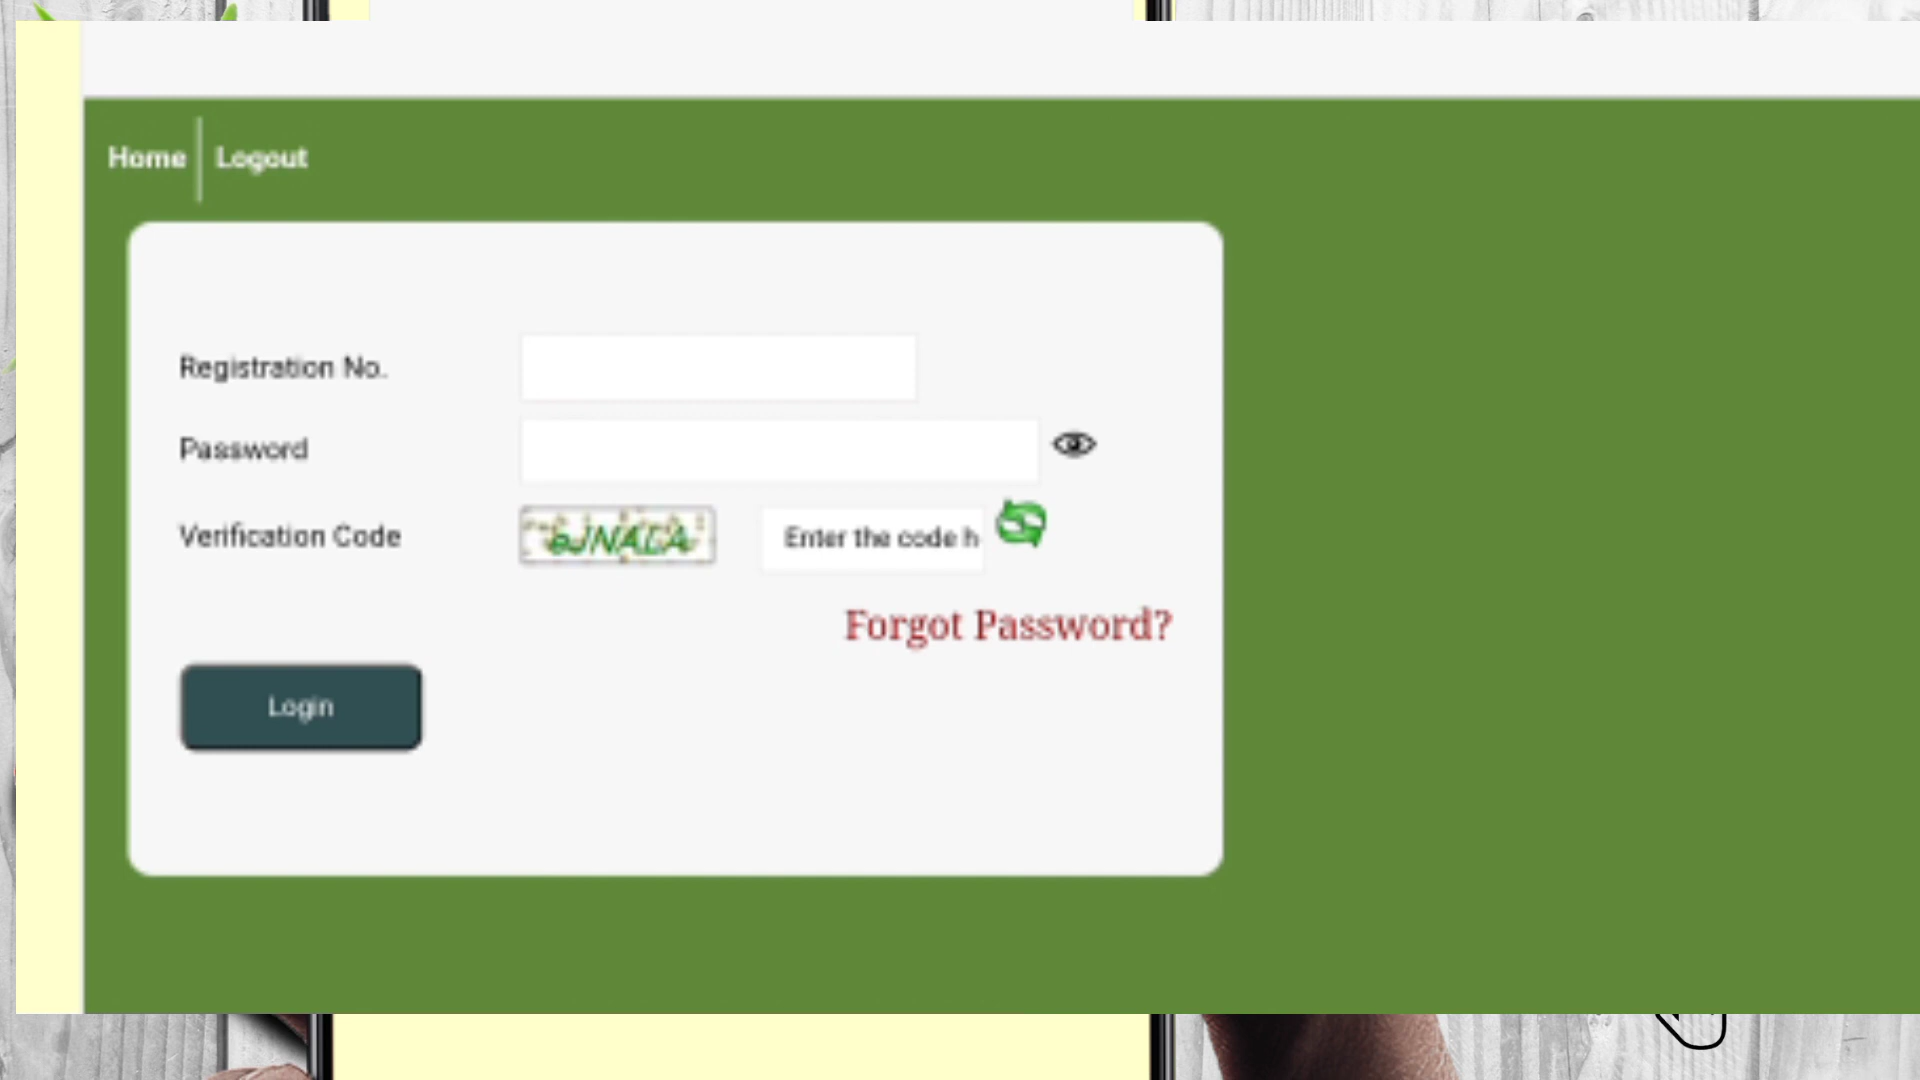 Home Logout
Registration No.
Password
Verification Code Enter the code h
Forgot Password?
Login